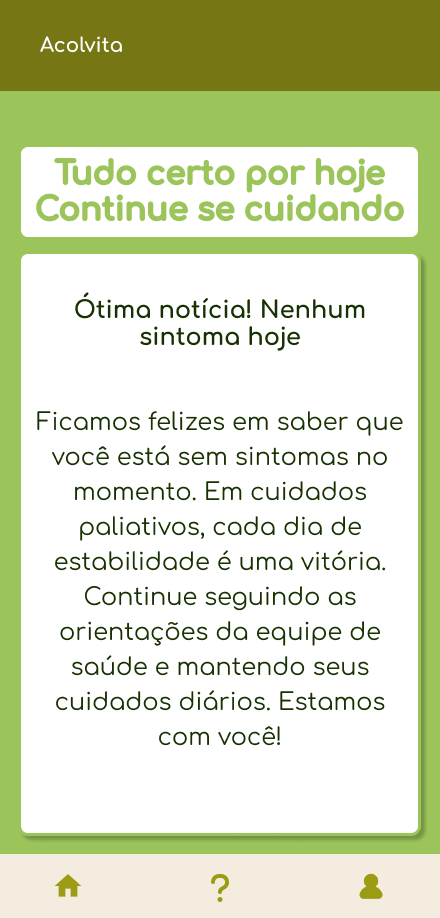 Acolvita
Tudo certo por hoje
Continue se cuidando
Ótima notícia! Nenhum
sintoma hoje
Ficamos felizes em saber que
você está sem sintomas no
momento. Em cuidados
paliativos, cada dia de
estabilidade é uma vitória.
Continue seguindo as
orientações da equipe de
saúde e mantendo seus
cuidados diários. Estamos
com você!
?